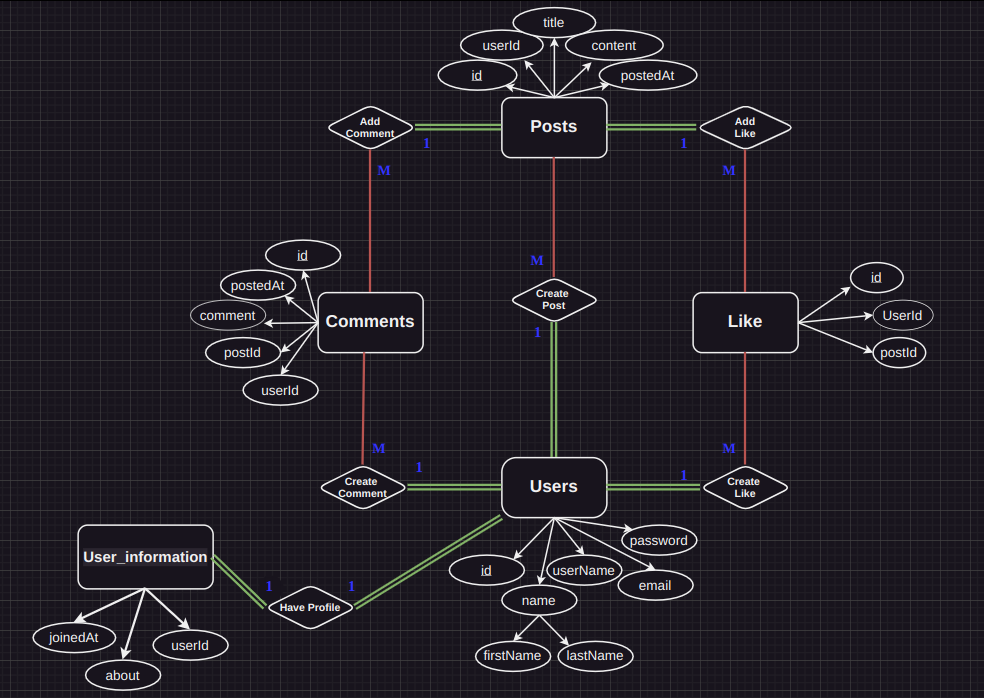 title
userId
content
id
postedAt
Posts
Add
Comment
1
1
Add
Like
M
M
id
postedAt
comment
postId
userId
Comments
M
Create
Post
1
Like
id
UserId
postId
M
1
Create
Comment
Users
M
1
Create
Like
User_information
1
1
Have Profile
joinedAt
about
userId
id
userName
password
email
name
firstName
lastName